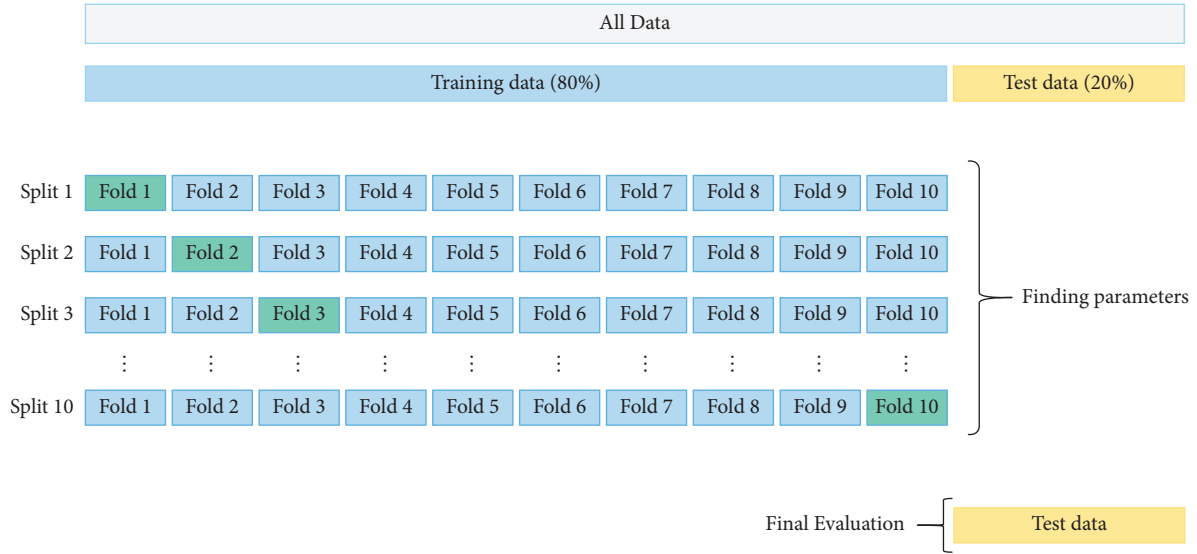 All Data
Training data (80%) Test data (20%)
Split 1 Fold 1 Fold 2 Fold 3 Fold 4 Fold 5 Fold 6 Fold 7 Fold 8 Fold 9 Fold 10
Split 2 Fold 1 Fold 2 Fold 3 Fold 4 Fold 5 Fold 6 Fold 7 Fold 8 Fold 9 Fold 10
Finding parameters
Split 3 Fold 1 Fold 2 Fold 3 Fold 4 Fold 5 Fold 6 Fold 7 Fold 8 Fold 9 Fold 10
⋮ ⋮ ⋮ ⋮ ⋮ ⋮ ⋮ ⋮ ⋮ ⋮
Split 10 Fold 1 Fold 2 Fold 3 Fold 4 Fold 5 Fold 6 Fold 7 Fold 8 Fold 9 Fold 10
Final Evaluation Test data